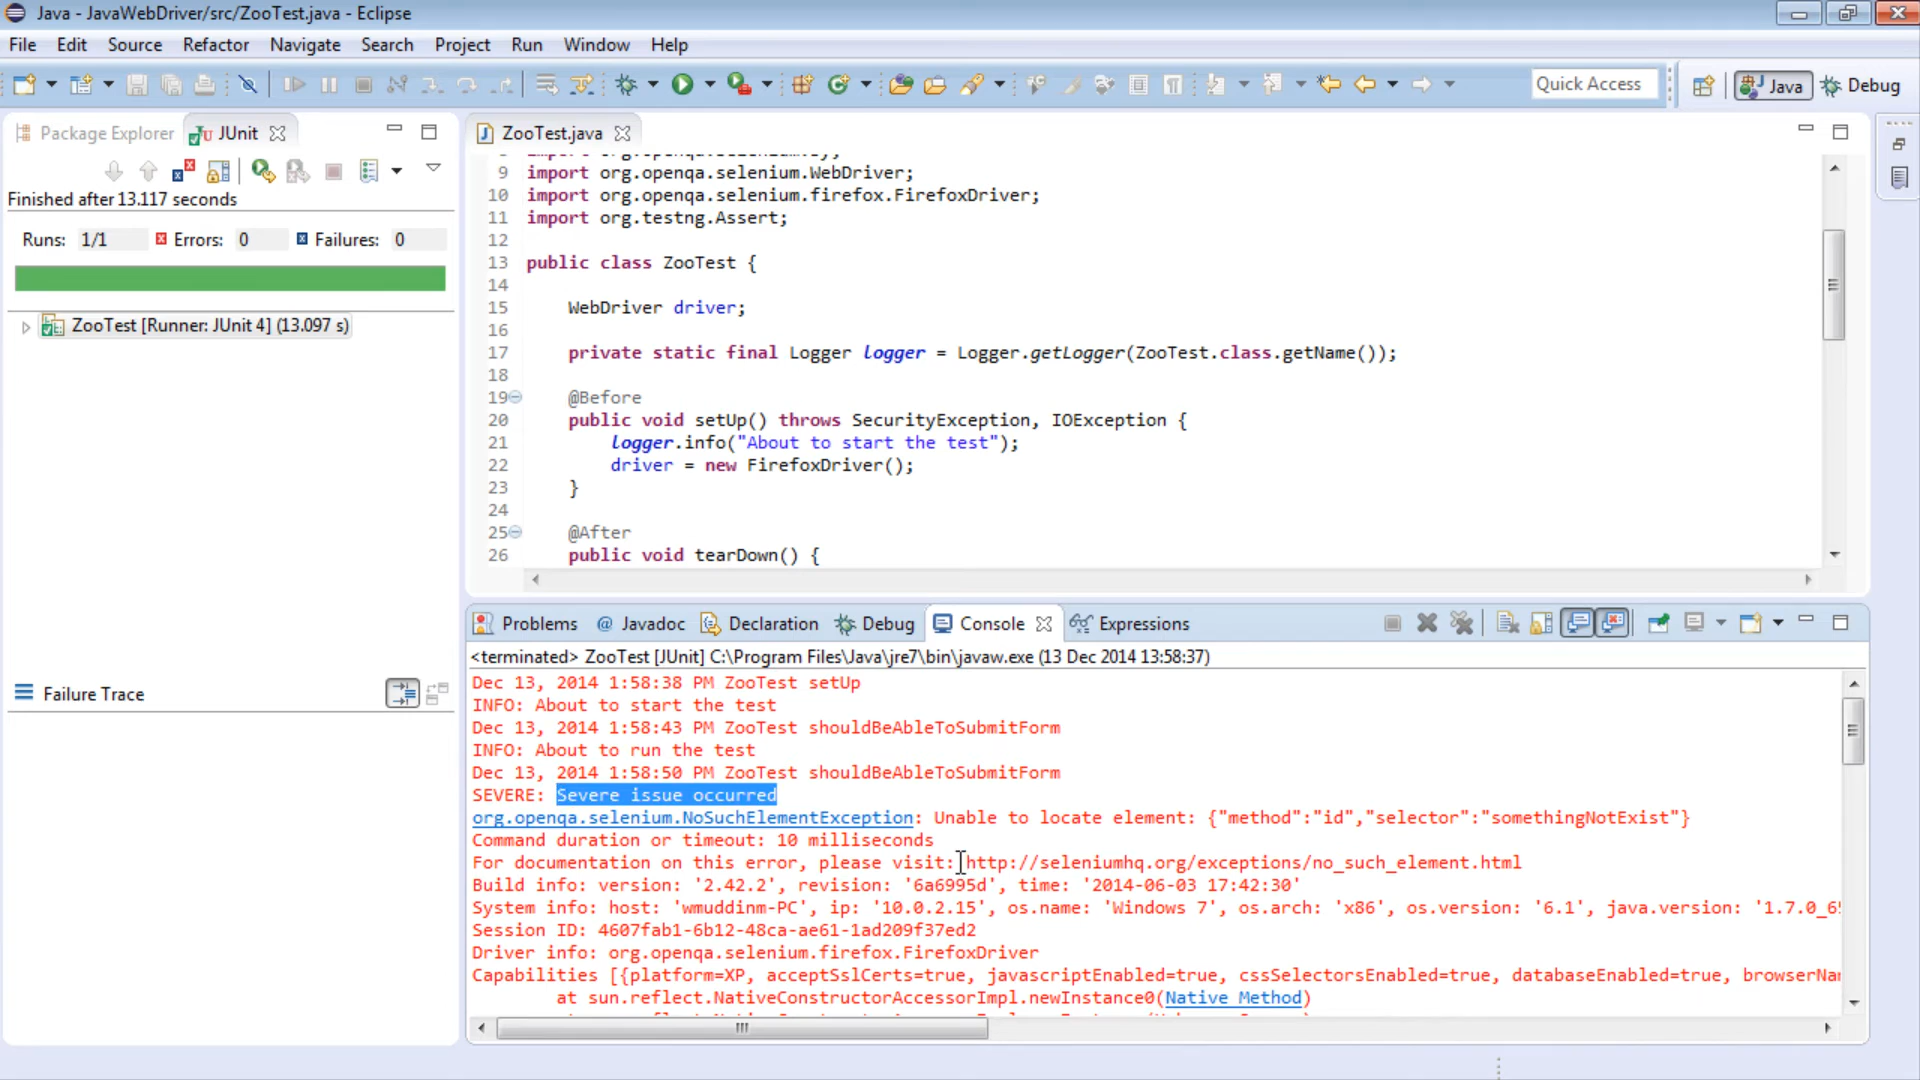 Java - JavaWebDriver/src/ZooTest.java - Eclipse
File Edit Source Refactor Navigate Search Project Run Window Help
Quick Access
Java
Debug
Package Explorer
JUnit
ZooTest.java
Finished after 13.117 seconds
Runs: 1/1 Errors: 0 Failures: 0
ZooTest [Runner: JUnit 4] (13.097 s)
Failure Trace
9 import org.openqa.selenium.WebDriver;
10 import org.openqa.selenium.firefox.FirefoxDriver;
11 import org.testng.Assert;
12
13 public class ZooTest {
14
15 WebDriver driver;
16
17 private static final Logger logger = Logger.getLogger(ZooTest.class.getName());
18
19 @Before
20 public void setUp() throws SecurityException, IOException {
21 logger.info("About to start the test");
22 driver = new FirefoxDriver();
23 }
24
25 @After
26 public void tearDown() {
Problems @ Javadoc Declaration Debug Console Expressions
<terminated> ZooTest [JUnit] C:\Program Files\Java\jre7\bin\javaw.exe (13 Dec 2014 13:58:37)
Dec 13, 2014 1:58:38 PM ZooTest setUp
INFO: About to start the test
Dec 13, 2014 1:58:43 PM ZooTest shouldBeAbleToSubmitForm
INFO: About to run the test
Dec 13, 2014 1:58:50 PM ZooTest shouldBeAbleToSubmitForm
SEVERE: Severe issue occurred
org.openqa.selenium.NoSuchElementException: Unable to locate element: {"method":"id","selector":"somethingNotExist"}
Command duration or timeout: 10 milliseconds
For documentation on this error, please visit: http://seleniumhq.org/exceptions/no_such_element.html
Build info: version: '2.42.2', revision: '6a6995d', time: '2014-06-03 17:42:30'
System info: host: 'wmuddinm-PC', ip: '10.0.2.15', os.name: 'Windows 7', os.arch: 'x86', os.version: '6.1', java.version: '1.7.0_6
Session ID: 4607fab1-6b12-48ca-ae61-1ad209f37ed2
Driver info: org.openqa.selenium.firefox.FirefoxDriver
Capabilities [{platform=XP, acceptSslCerts=true, javascriptEnabled=true, cssSelectorsEnabled=true, databaseEnabled=true, browserNa
at sun.reflect.NativeConstructorAccessorImpl.newInstance0(Native Method)